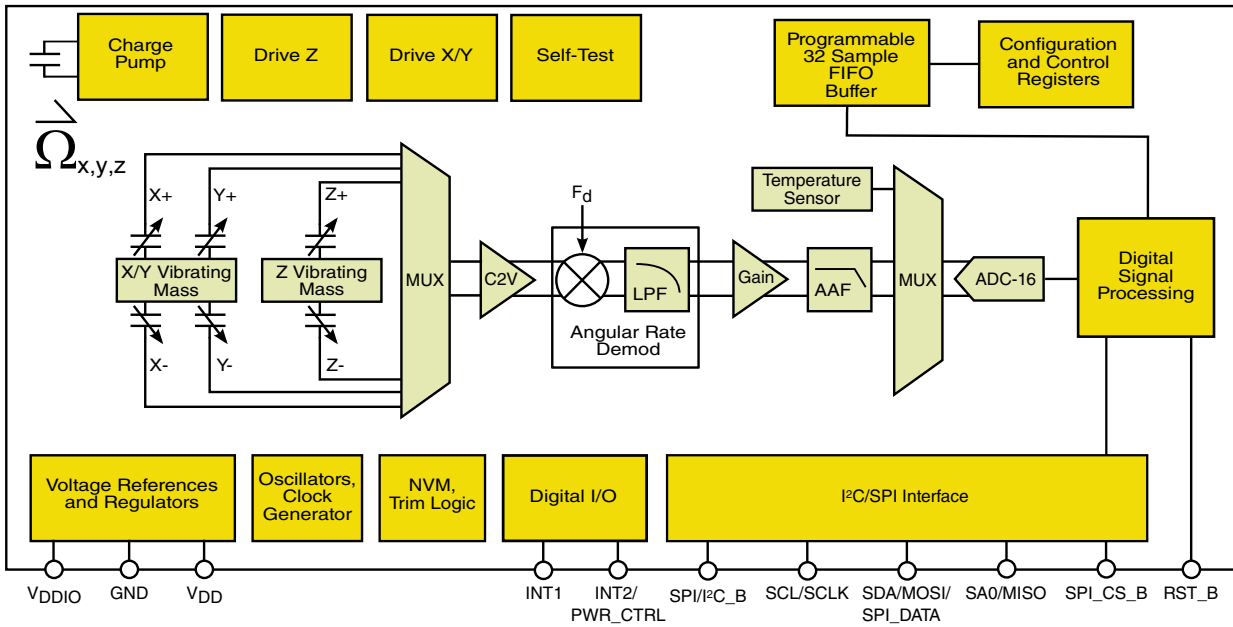 Charge
Pump
Drive Z
Drive X/Y
Self-Test
Programmable
32 Sample
FIFO
Buffer
Configuration
and Control
Registers
Ωx,y,z
X+
Y+
Z+
X/Y Vibrating
Mass
Z Vibrating
Mass
X-
Y-
Z-
MUX
C2V
Fd
LPF
Angular Rate
Demod
Gain
AAF
Temperature
Sensor
MUX
ADC-16
Digital
Signal
Processing
Voltage References
and Regulators
Oscillators,
Clock
Generator
NVM,
Trim Logic
Digital I/O
I²C/SPI Interface
VDDIO
GND
VDD
INT1
INT2/
PWR_CTRL
SPI/I²C_B
SCL/SCLK
SDA/MOSI/
SPI_DATA
SA0/MISO
SPI_CS_B
RST_B